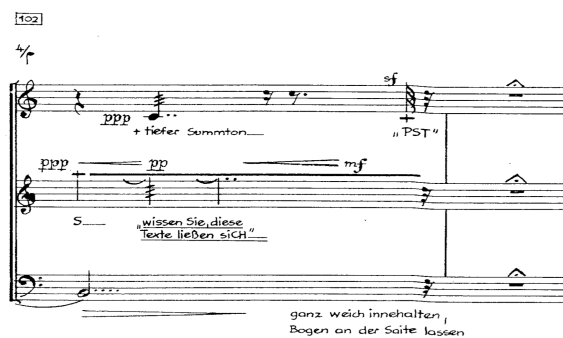 102
4/
sf
ppp
+ tiefer Summton
„PST"
ppp pp mf
S
„wissen Sie, diese
Texte ließen siCH"
ganz weich innehalten,
Bogen an der Saite lassen